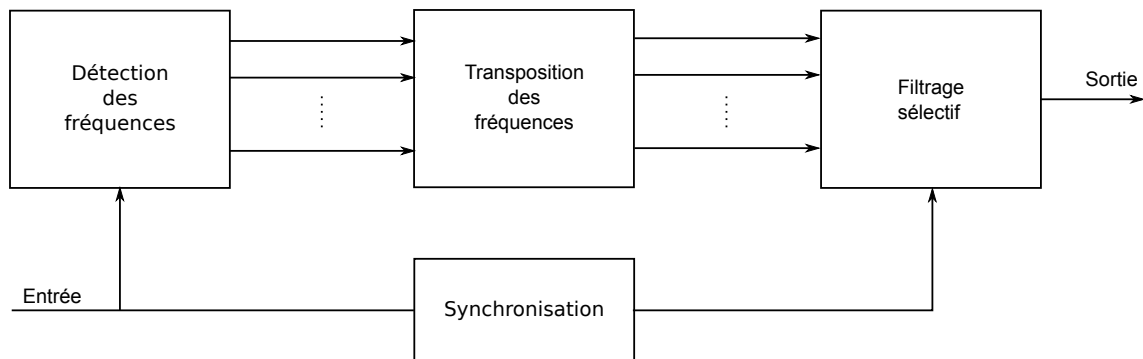 Détection
des
fréquences
Transposition
des
fréquences
Filtrage
sélectif
Sortie
Entrée
Synchronisation